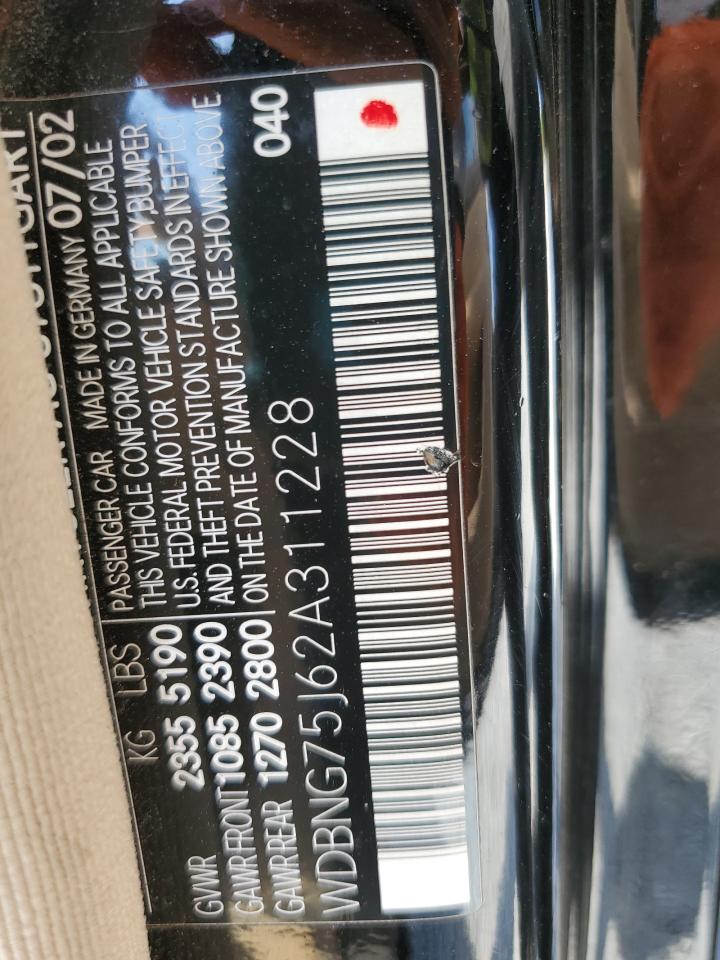 PASSENGER CAR MADE IN GERMANY 07/02
THIS VEHICLE CONFORMS TO ALL APPLICABLE
U.S. FEDERAL MOTOR VEHICLE SAFETY, BUMPER
AND THEFT PREVENTION STANDARDS IN EFFECT
ON THE DATE OF MANUFACTURE SHOWN ABOVE
KG LBS
GVWR 2355 5190
GAWR FRONT 1085 2390
GAWR REAR 1270 2800
040
WDBNG75J62A311228